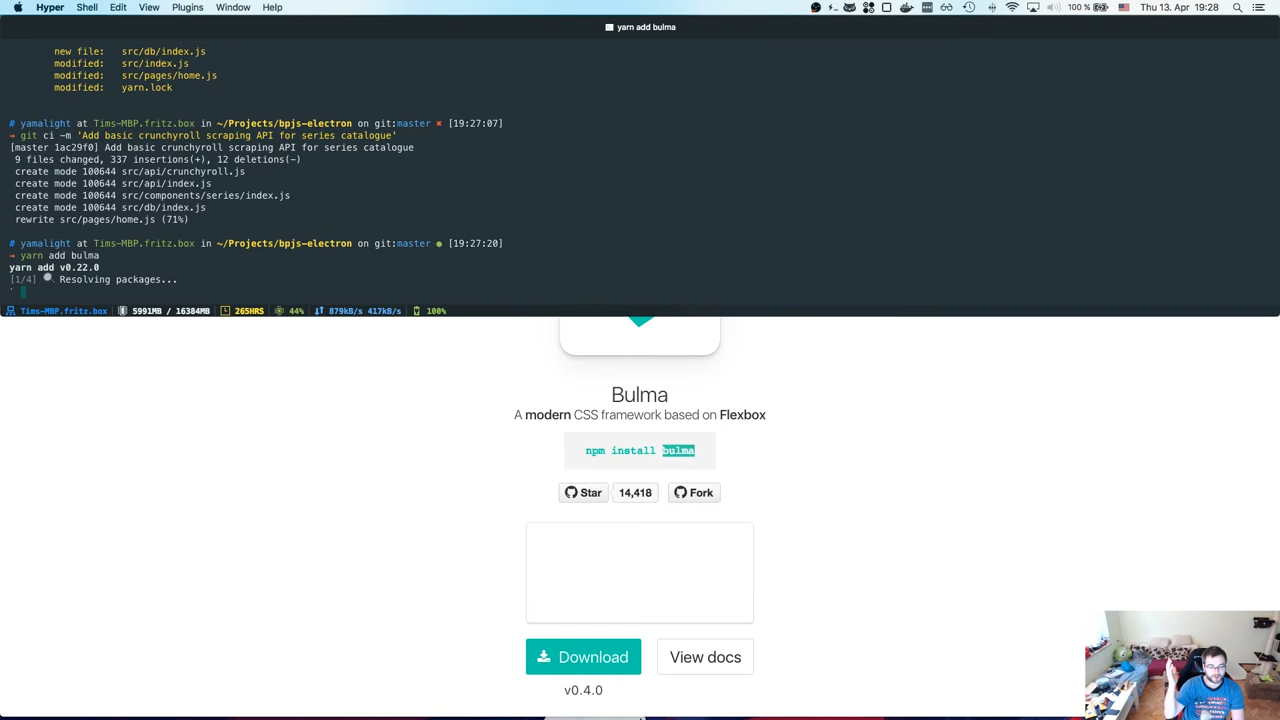 Hyper Shell Edit View Plugins Window Help
100 % Thu 13. Apr 19:28
yarn add bulma
new file: src/db/index.js
modified: src/index.js
modified: src/pages/home.js
modified: yarn.lock
# yamalight at Tims-MBP.fritz.box in ~/Projects/bpjs-electron on git:master ✖ [19:27:07]
→ git ci -m 'Add basic crunchyroll scraping API for series catalogue'
[master 1ac29f0] Add basic crunchyroll scraping API for series catalogue
9 files changed, 337 insertions(+), 12 deletions(-)
create mode 100644 src/api/crunchyroll.js
create mode 100644 src/api/index.js
create mode 100644 src/components/series/index.js
create mode 100644 src/db/index.js
rewrite src/pages/home.js (71%)
# yamalight at Tims-MBP.fritz.box in ~/Projects/bpjs-electron on git:master ● [19:27:20]
→ yarn add bulma
yarn add v0.22.0
[1/4] 🔍 Resolving packages...
Tims-MBP.fritz.box 5991MB / 16384MB 265HRS 44% 879kB/s 417kB/s 100%
Bulma
A modern CSS framework based on Flexbox
npm install bulma
Star 14,418 Fork
Download View docs
v0.4.0